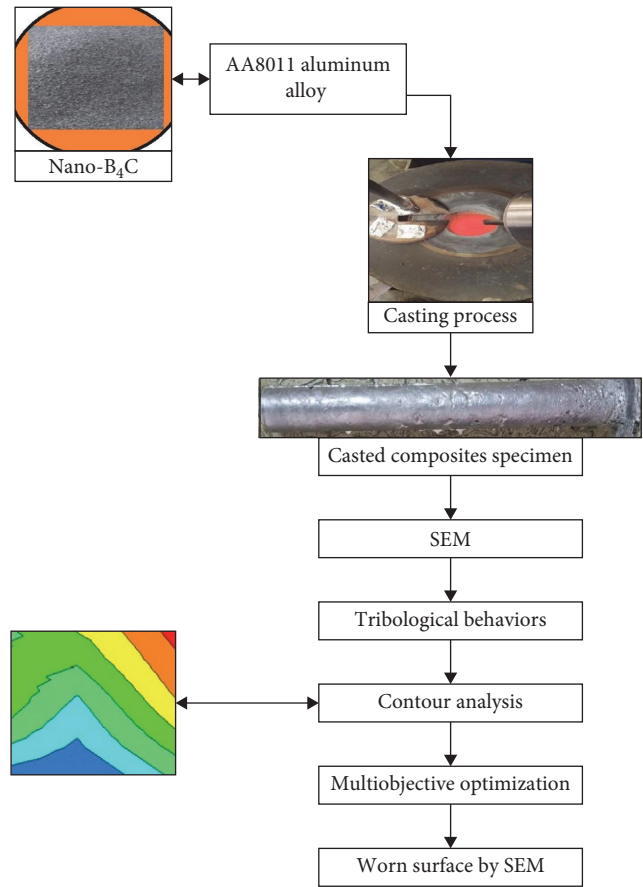 AA8011 aluminum
alloy
Nano-B₄C
Casting process
Casted composites specimen
SEM
Tribological behaviors
Contour analysis
Multiobjective optimization
Worn surface by SEM